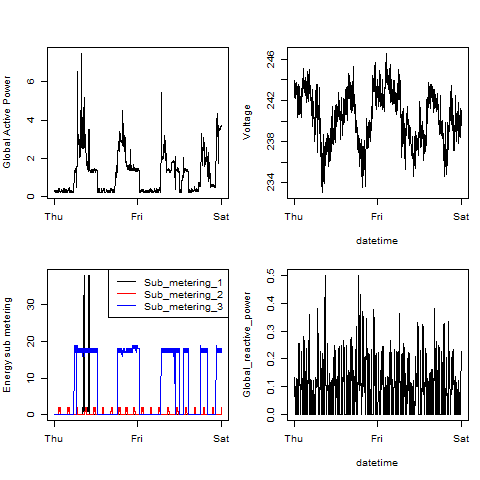 Global Active Power
0 2 4 6
Thu Fri Sat
Voltage
234 238 242 246
Thu Fri Sat
datetime
Energy sub metering
0 10 20 30
Sub_metering_1
Sub_metering_2
Sub_metering_3
Thu Fri Sat
Global_reactive_power
0.0 0.1 0.2 0.3 0.4 0.5
Thu Fri Sat
datetime